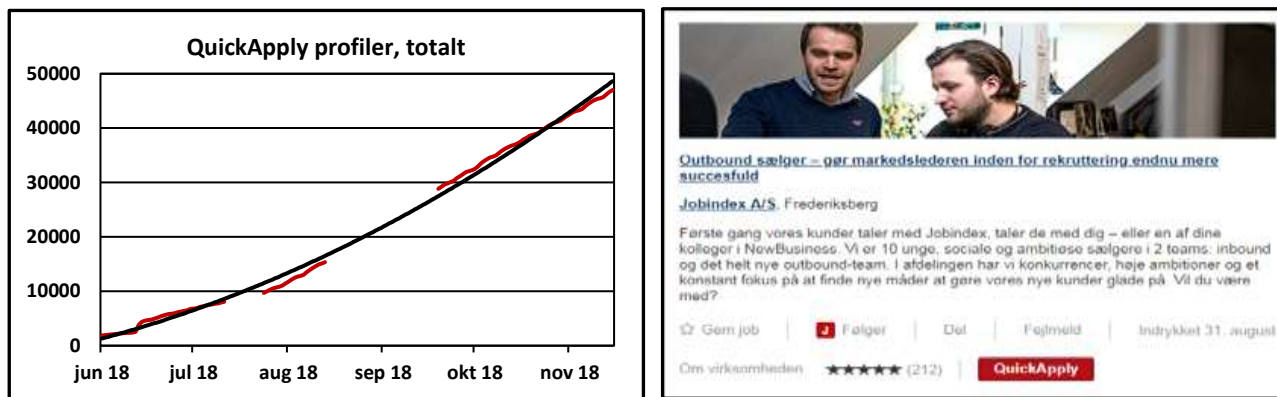 QuickApply profiler, totalt
50000
40000
30000
20000
10000
0
jun 18 jul 18 aug 18 sep 18 okt 18 nov 18
Outbound sælger – gør markedslederen inden for rekruttering endnu mere
succesfuld
Jobindex A/S, Frederiksberg
Første gang vores kunder taler med Jobindex, taler de med dig – eller en af dine
kolleger i NewBusiness. Vi er 10 unge, sociale og ambitiøse sælgere i 2 teams: inbound
og det helt nye outbound-team. I afdelingen har vi konkurrencer, høje ambitioner og et
konstant fokus på at finde nye måder at gøre vores nye kunder glade på. Vil du være
med?
☆ Gem job J Følger Del Fejlmeld Indrykket 31. august
Om virksomheden ★★★★★ (212) QuickApply